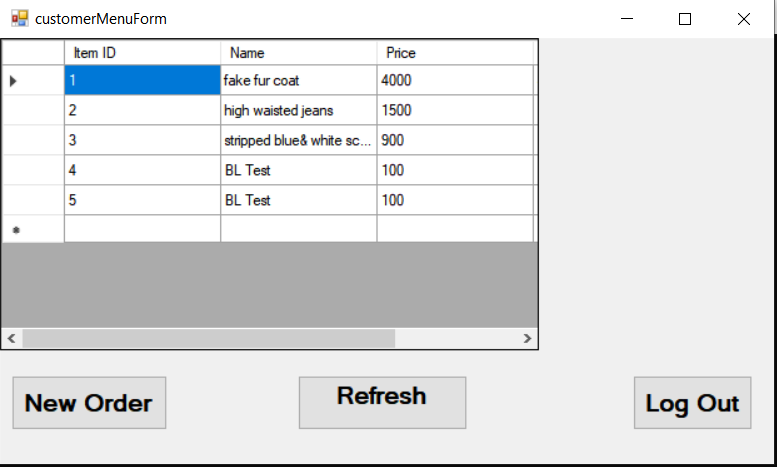 customerMenuForm
Item ID Name Price
1 fake fur coat 4000
2 high waisted jeans 1500
3 stripped blue& white sc... 900
4 BL Test 100
5 BL Test 100
New Order Refresh Log Out